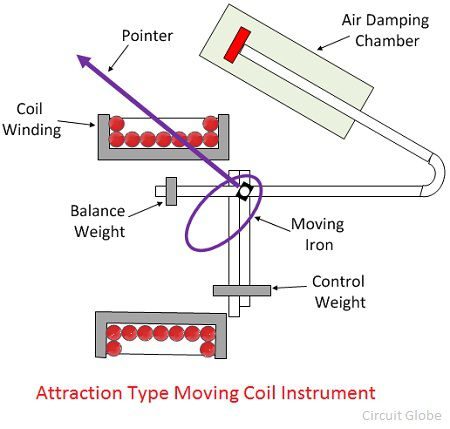 Pointer
Air Damping
Chamber
Coil
Winding
Balance
Weight
Moving
Iron
Control
Weight
Attraction Type Moving Coil Instrument
Circuit Globe